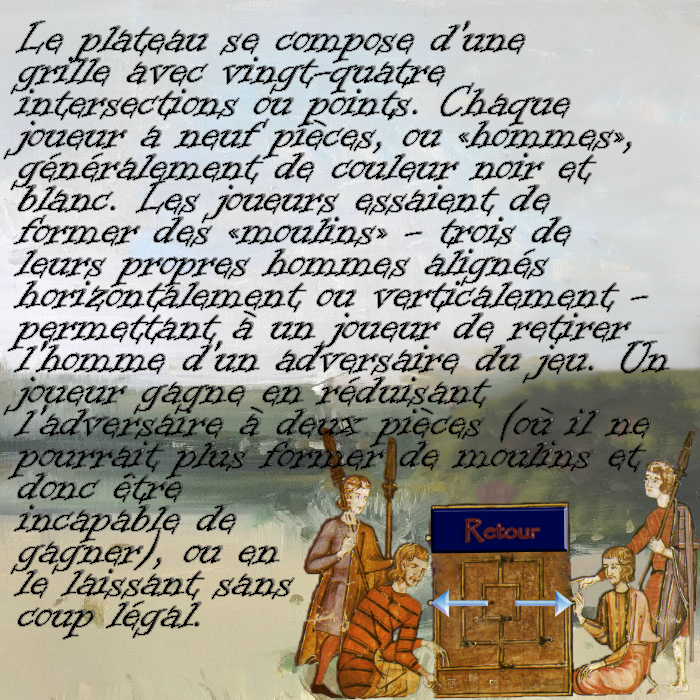 Le plateau se compose d'une
grille avec vingt-quatre
intersections ou points. Chaque
joueur a neuf pièces, ou «hommes»,
généralement de couleur noir et
blanc. Les joueurs essaient de
former des «moulins» - trois de
leurs propres hommes alignés
horizontalement ou verticalement -
permettant à un joueur de retirer
l'homme d'un adversaire du jeu. Un
joueur gagne en réduisant
l'adversaire à deux pièces (où il ne
pourrait plus former de moulins et
donc être
incapable de
gagner), ou en
le laissant sans
coup légal.
Retour